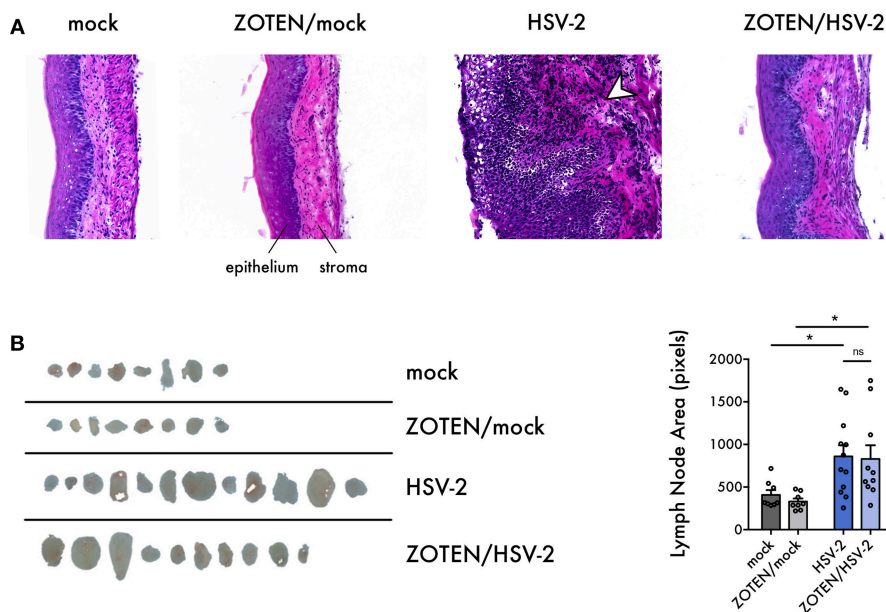 A
mock
ZOTEN/mock
HSV-2
ZOTEN/HSV-2
epithelium
stroma
B
mock
ZOTEN/mock
HSV-2
ZOTEN/HSV-2
Lymph Node Area (pixels)
2000
1500
1000
500
0
*
*
ns
mock
ZOTEN/mock
HSV-2
ZOTEN/HSV-2